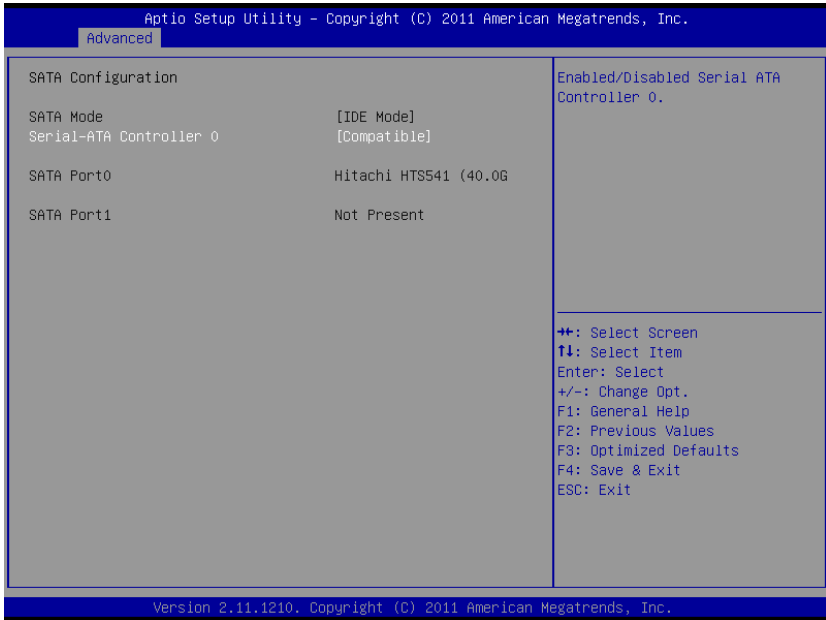 Aptio Setup Utility – Copyright (C) 2011 American Megatrends, Inc.
Advanced
SATA Configuration
SATA Mode [IDE Mode]
Serial-ATA Controller 0 [Compatible]
SATA Port0 Hitachi HTS541 (40.0G
SATA Port1 Not Present
Enabled/Disabled Serial ATA
Controller 0.
→←: Select Screen
↑↓: Select Item
Enter: Select
+/-: Change Opt.
F1: General Help
F2: Previous Values
F3: Optimized Defaults
F4: Save & Exit
ESC: Exit
Version 2.11.1210. Copyright (C) 2011 American Megatrends, Inc.